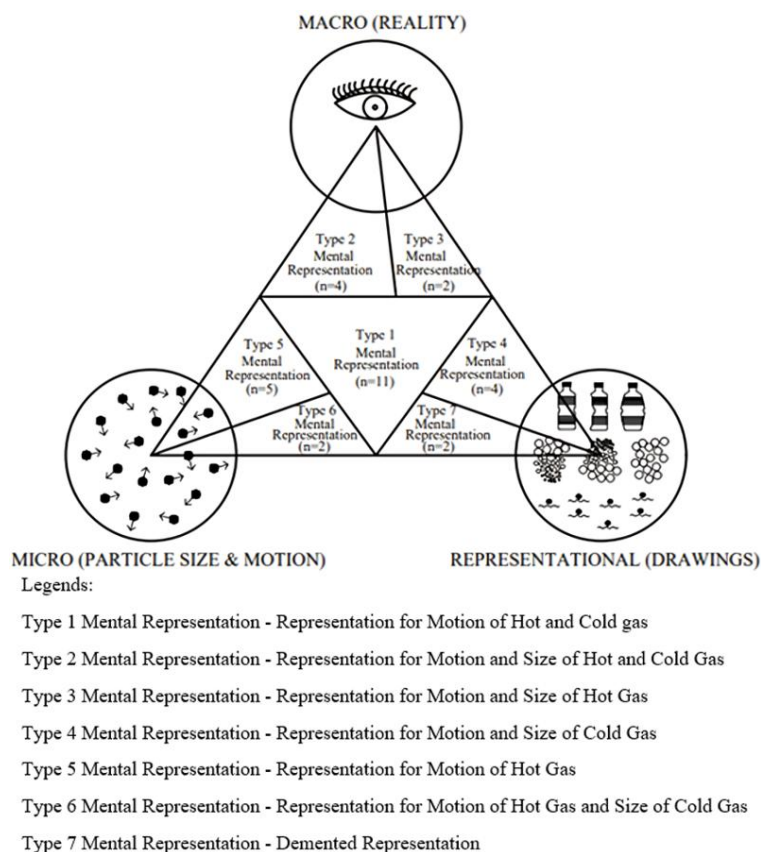 MACRO (REALITY)
Type 2
Mental
Representation
(n=4)
Type 3
Mental
Representation
(n=2)
Type 5
Mental
Representation
(n=5)
Type 1
Mental
Representation
(n=11)
Type 4
Mental
Representation
(n=4)
Type 6
Mental
Representation
(n=2)
Type 7
Mental
Representation
(n=2)
MICRO (PARTICLE SIZE & MOTION)
REPRESENTATIONAL (DRAWINGS)
Legends:
Type 1 Mental Representation - Representation for Motion of Hot and Cold gas
Type 2 Mental Representation - Representation for Motion and Size of Hot and Cold Gas
Type 3 Mental Representation - Representation for Motion and Size of Hot Gas
Type 4 Mental Representation - Representation for Motion and Size of Cold Gas
Type 5 Mental Representation - Representation for Motion of Hot Gas
Type 6 Mental Representation - Representation for Motion of Hot Gas and Size of Cold Gas
Type 7 Mental Representation - Demented Representation